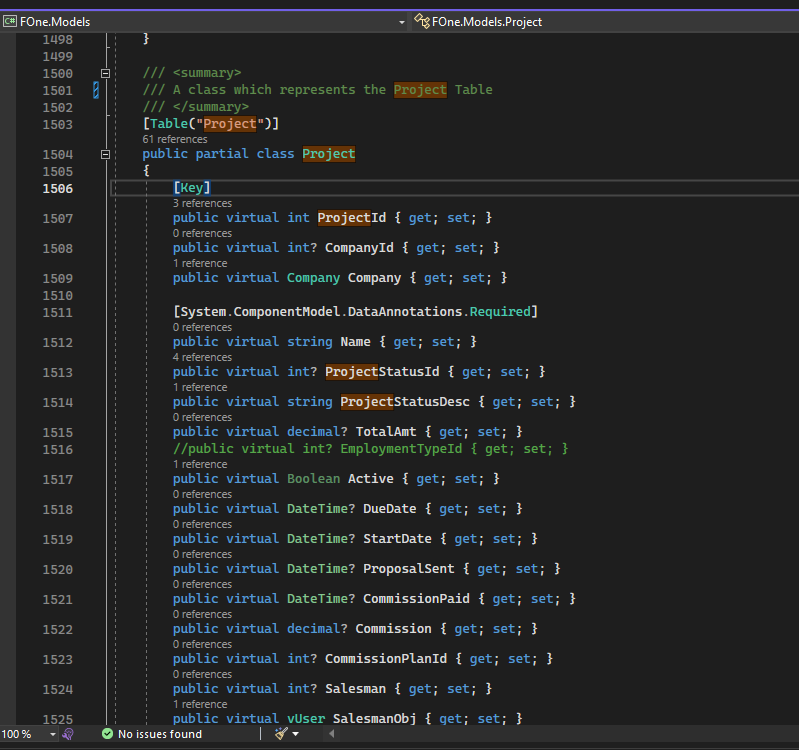 C# FOne.Models FOne.Models.Project
1498 }
1499
1500 /// <summary>
1501 /// A class which represents the Project Table
1502 /// </summary>
1503 [Table("Project")]
61 references
1504 public partial class Project
1505 {
1506 [Key]
3 references
1507 public virtual int ProjectId { get; set; }
0 references
1508 public virtual int? CompanyId { get; set; }
1 reference
1509 public virtual Company Company { get; set; }
1510
1511 [System.ComponentModel.DataAnnotations.Required]
0 references
1512 public virtual string Name { get; set; }
4 references
1513 public virtual int? ProjectStatusId { get; set; }
1 reference
1514 public virtual string ProjectStatusDesc { get; set; }
0 references
1515 public virtual decimal? TotalAmt { get; set; }
1516 //public virtual int? EmploymentTypeId { get; set; }
1 reference
1517 public virtual Boolean Active { get; set; }
0 references
1518 public virtual DateTime? DueDate { get; set; }
0 references
1519 public virtual DateTime? StartDate { get; set; }
0 references
1520 public virtual DateTime? ProposalSent { get; set; }
0 references
1521 public virtual DateTime? CommissionPaid { get; set; }
0 references
1522 public virtual decimal? Commission { get; set; }
0 references
1523 public virtual int? CommissionPlanId { get; set; }
0 references
1524 public virtual int? Salesman { get; set; }
1 reference
1525 public virtual vUser SalesmanObj { get; set; }
100 % No issues found